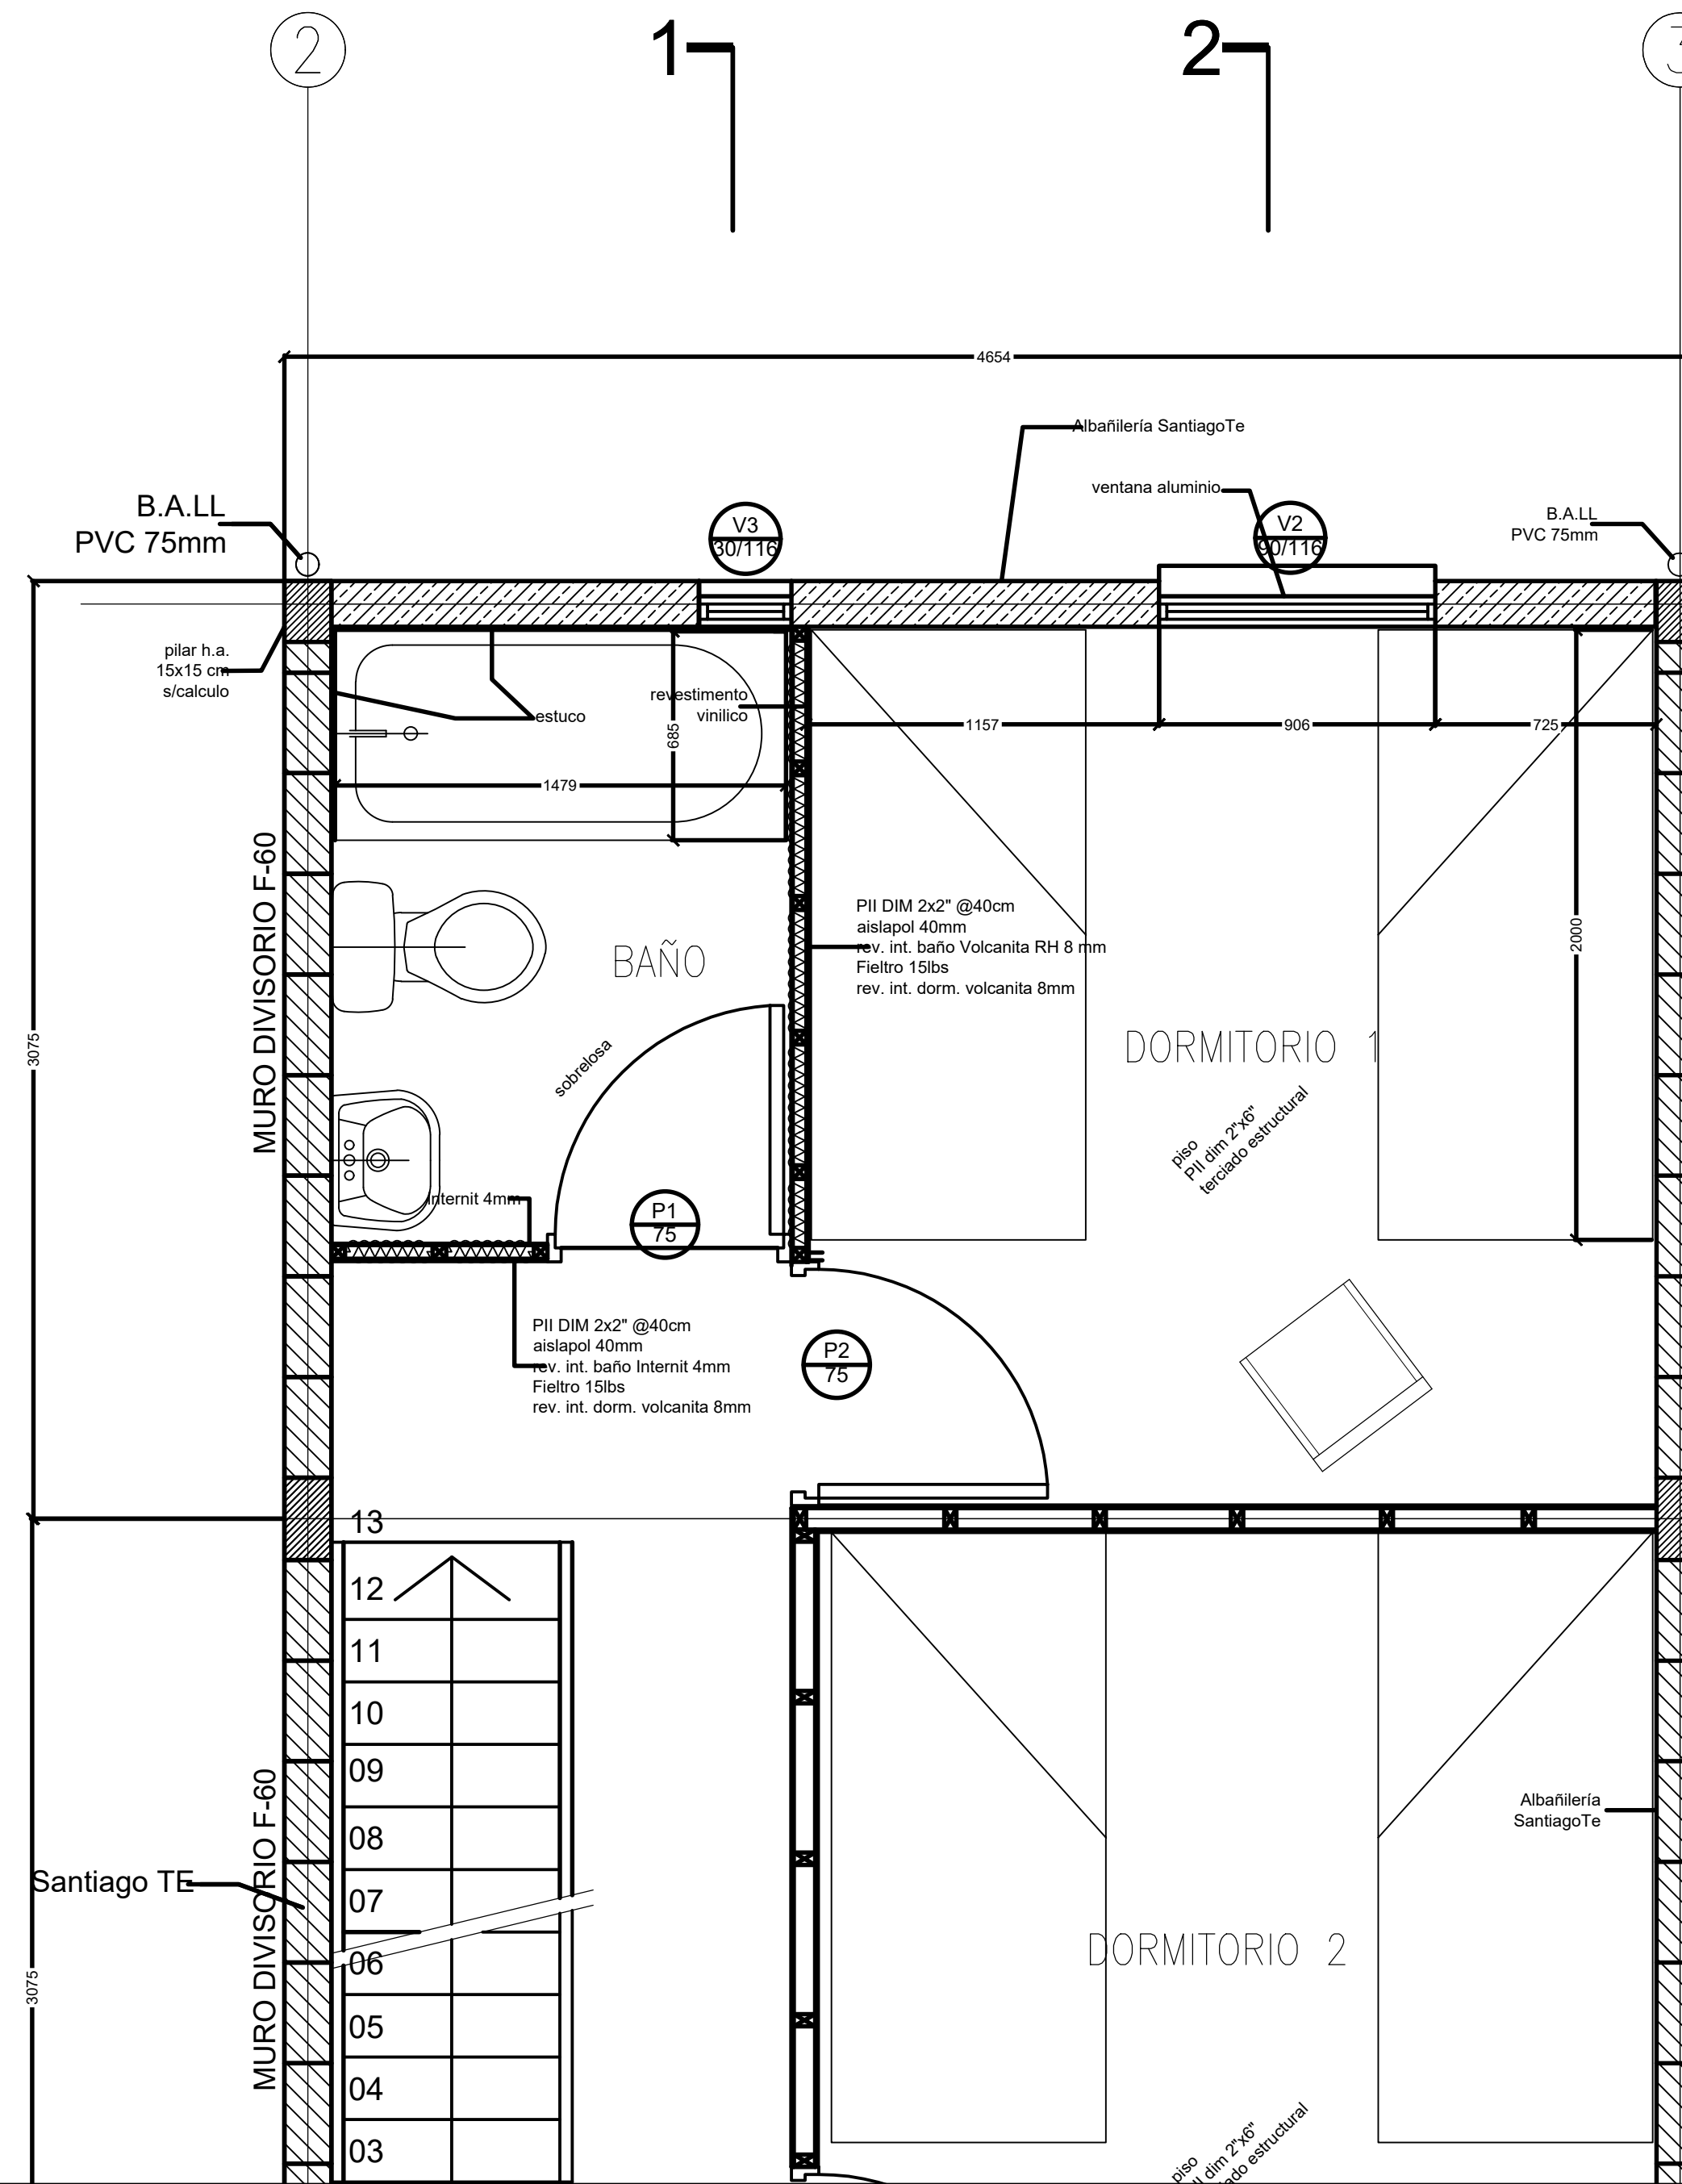 2
1
2
4654
Albañilería SantiagoTe
ventana aluminio
B.A.LL
PVC 75mm
V3
30/116
V2
90/116
B.A.LL
PVC 75mm
pilar h.a.
15x15 cm
s/calculo
estuco
revestimento
vinilico
685
1479
1157
906
725
2000
MURO DIVISORIO F-60
3075
BAÑO
PII DIM 2x2" @40cm
aislapol 40mm
rev. int. baño Volcanita RH 8 mm
Fieltro 15lbs
rev. int. dorm. volcanita 8mm
DORMITORIO 1
sobrelosa
piso
PII dim 2"x6"
terciado estructural
Internit 4mm
P1
75
PII DIM 2x2" @40cm
aislapol 40mm
rev. int. baño Internit 4mm
Fieltro 15lbs
rev. int. dorm. volcanita 8mm
P2
75
13
12
11
10
09
08
07
06
05
04
03
Santiago TE
MURO DIVISORIO F-60
3075
Albañilería
SantiagoTe
DORMITORIO 2
piso
dim 2"x6"
estructural